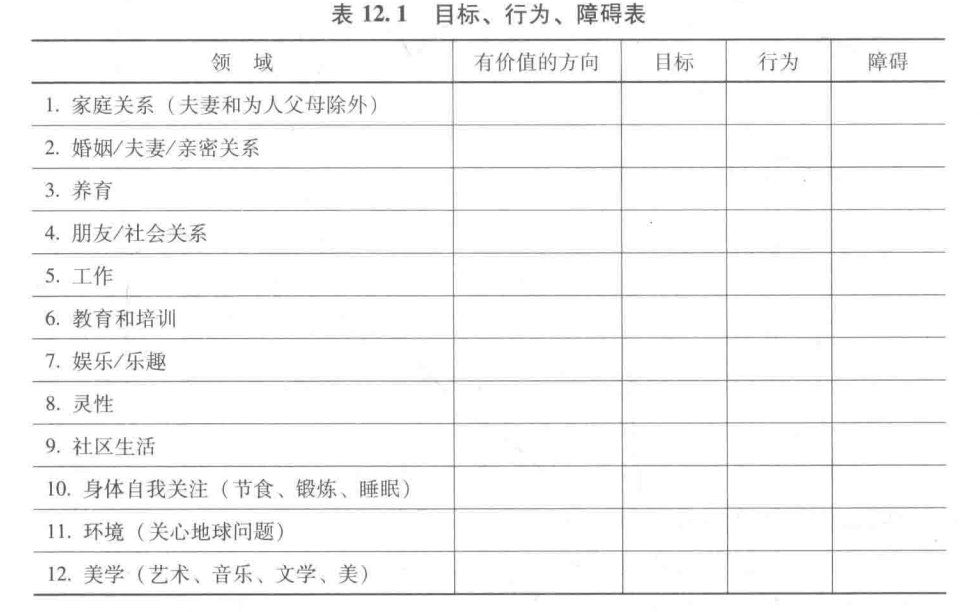 表 12.1 目标、行为、障碍表
领 域 有价值的方向 目标 行为 障碍
1. 家庭关系（夫妻和为人父母除外）
2. 婚姻/夫妻/亲密关系
3. 养育
4. 朋友/社会关系
5. 工作
6. 教育和培训
7. 娱乐/乐趣
8. 灵性
9. 社区生活
10. 身体自我关注（节食、锻炼、睡眠）
11. 环境（关心地球问题）
12. 美学（艺术、音乐、文学、美）